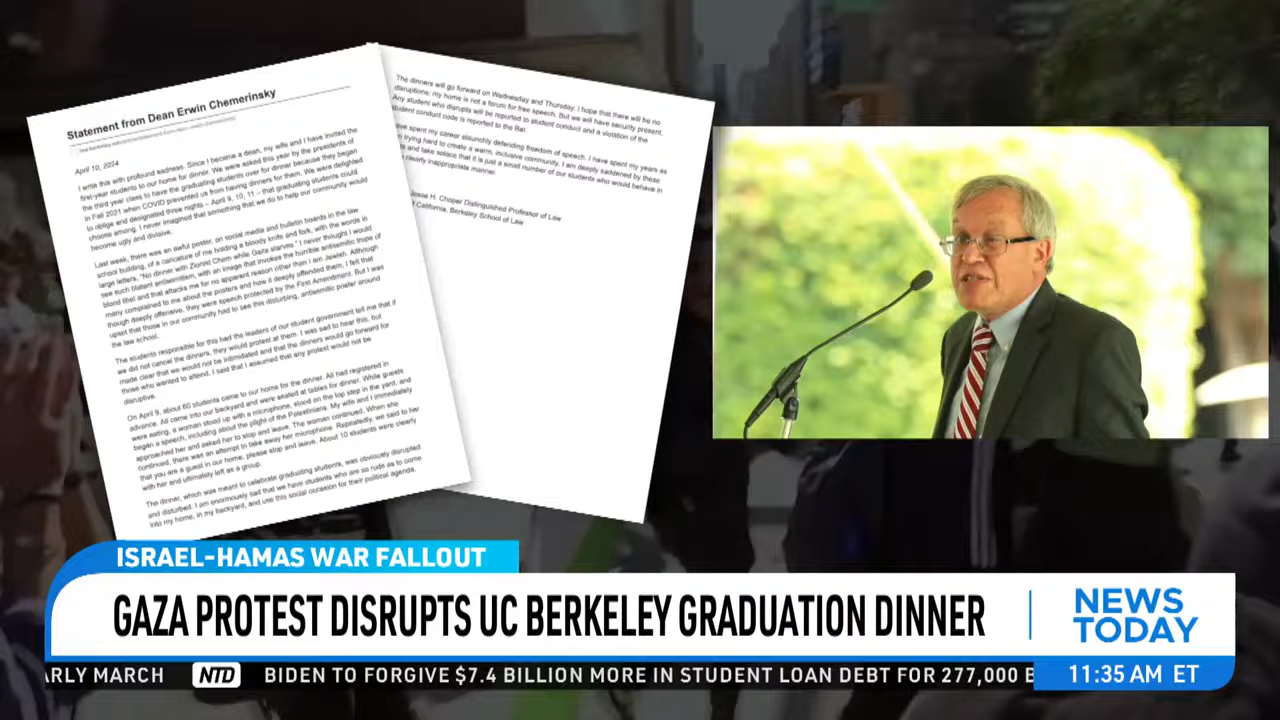 Statement from Dean Erwin Chemerinsky
April 10, 2024
I write this with profound sadness. Since I became a dean, my wife and I have invited the
first-year students to our home for dinner. We were asked this year by the presidents of
the third year class to have the graduating students over for dinner because they began
in Fall 2021 when COVID prevented us from having dinners for them. We were delighted
to oblige and designated three nights – April 9, 10, 11 – that graduating students could
choose among. I never imagined that something that we do to help our community would
become ugly and divisive.
Last week, there was an awful poster, on social media and bulletin boards in the law
school building, of a caricature of me holding a bloody knife and fork, with the words in
large letters, "No dinner with Zionist Chem while Gaza starves." I never thought I would
see such blatant antisemitism, with an image that invokes the horrible antisemitic trope of
blood libel and that attacks me for no apparent reason other than I am Jewish. Although
many complained to me about the posters and how it deeply offended them, I felt that
though deeply offensive, they were speech protected by the First Amendment. But I was
upset that those in our community had to see this disturbing, antisemitic poster around
the law school.
The students responsible for this had the leaders of our student government tell me that if
we did not cancel the dinners, they would protest at them. I was sad to hear this, but
made clear that we would not be intimidated and that the dinners would go forward for
those who wanted to attend. I said that I assumed that any protest would not be
disruptive.
On April 9, about 60 students came to our home for the dinner. All had registered in
advance. All came into our backyard and were seated at tables for dinner. While guests
were eating, a woman stood up with a microphone, stood on the top step in the yard, and
began a speech, including about the plight of the Palestinians. My wife and I immediately
approached her and asked her to stop and leave. The woman continued. When she
continued, there was an attempt to take away her microphone. Repeatedly, we said to her
that you are a guest in our home, please stop and leave. About 10 students were clearly
with her and ultimately left as a group.
The dinner, which was meant to celebrate graduating students, was obviously disrupted
and disturbed. I am enormously sad that we have students who are so rude as to come
into my home, in my backyard, and use this social occasion for their political agenda.
The dinners will go forward on Wednesday and Thursday. I hope that there will be no
disruptions; my home is not a forum for free speech. But we will have security present.
Any student who disrupts will be reported to student conduct and a violation of the
student conduct code is reported to the Bar.
ave spent my career staunchly defending freedom of speech. I have spent my years as
n trying hard to create a warm, inclusive community. I am deeply saddened by these
ts and take solace that it is just a small number of our students who would behave in
clearly inappropriate manner.
Jesse H. Choper Distinguished Professor of Law
f California, Berkeley School of Law
ISRAEL-HAMAS WAR FALLOUT
GAZA PROTEST DISRUPTS UC BERKELEY GRADUATION DINNER
NEWS
TODAY
ARLY MARCH NTD BIDEN TO FORGIVE $7.4 BILLION MORE IN STUDENT LOAN DEBT FOR 277,000 B
11:35 AM ET